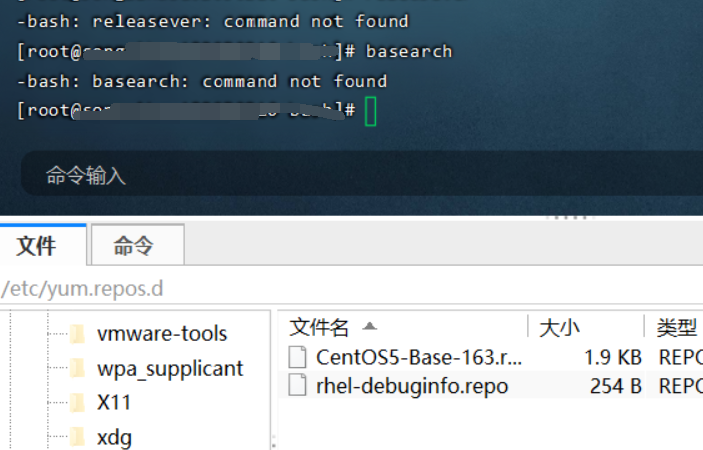 -bash: releasever: command not found
[root@ ]# basearch
-bash: basearch: command not found
[root@ ]#
命令输入
文件 命令
/etc/yum.repos.d
文件名 大小 类型
vmware-tools
CentOS5-Base-163.r... 1.9 KB REPO
wpa_supplicant
rhel-debuginfo.repo 254 B REPO
X11
xdg